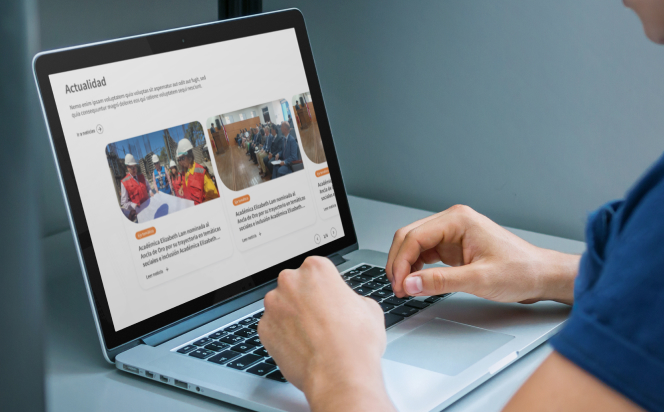 Actualidad
Nemo enim ipsam voluptatem quia voluptas sit aspernatur aut odit aut fugit, sed
quia consequuntur magni dolores eos qui ratione voluptatem sequi nesciunt.
Ir a noticias
Académica Elizabeth Lam nominada al
Ancla de Oro por su trayectoria en temáticas
sociales e inclusión Académica Elizabeth...
Leer noticia
Académica Elizabeth Lam nominada al
Ancla de Oro por su trayectoria en temáticas
sociales e inclusión Académica Elizabeth...
Leer noticia
Leer noticia